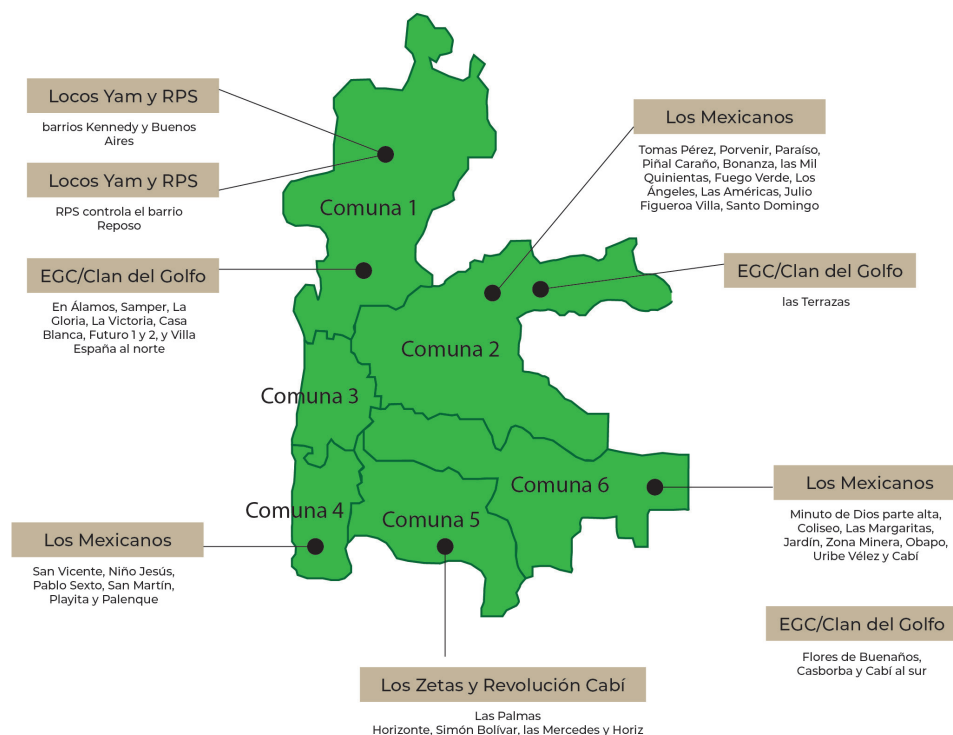 Locos Yam y RPS
barrios Kennedy y Buenos
Aires
Locos Yam y RPS
RPS controla el barrio
Reposo
EGC/Clan del Golfo
En Álamos, Samper, La
Gloria, La Victoria, Casa
Blanca, Futuro 1 y 2, y Villa
España al norte
Los Mexicanos
Tomas Pérez, Porvenir, Paraíso,
Piñal Caraño, Bonanza, las Mil
Quinientas, Fuego Verde, Los
Ángeles, Las Américas, Julio
Figueroa Villa, Santo Domingo
EGC/Clan del Golfo
las Terrazas
Comuna 1
Comuna 2
Comuna 3
Comuna 4
Comuna 5
Comuna 6
Los Mexicanos
Minuto de Dios parte alta,
Coliseo, Las Margaritas,
Jardín, Zona Minera, Obapo,
Uribe Vélez y Cabí
Los Mexicanos
San Vicente, Niño Jesús,
Pablo Sexto, San Martín,
Playita y Palenque
EGC/Clan del Golfo
Flores de Buenaños,
Casborba y Cabí al sur
Los Zetas y Revolución Cabí
Las Palmas
Horizonte, Simón Bolívar, las Mercedes y Horiz